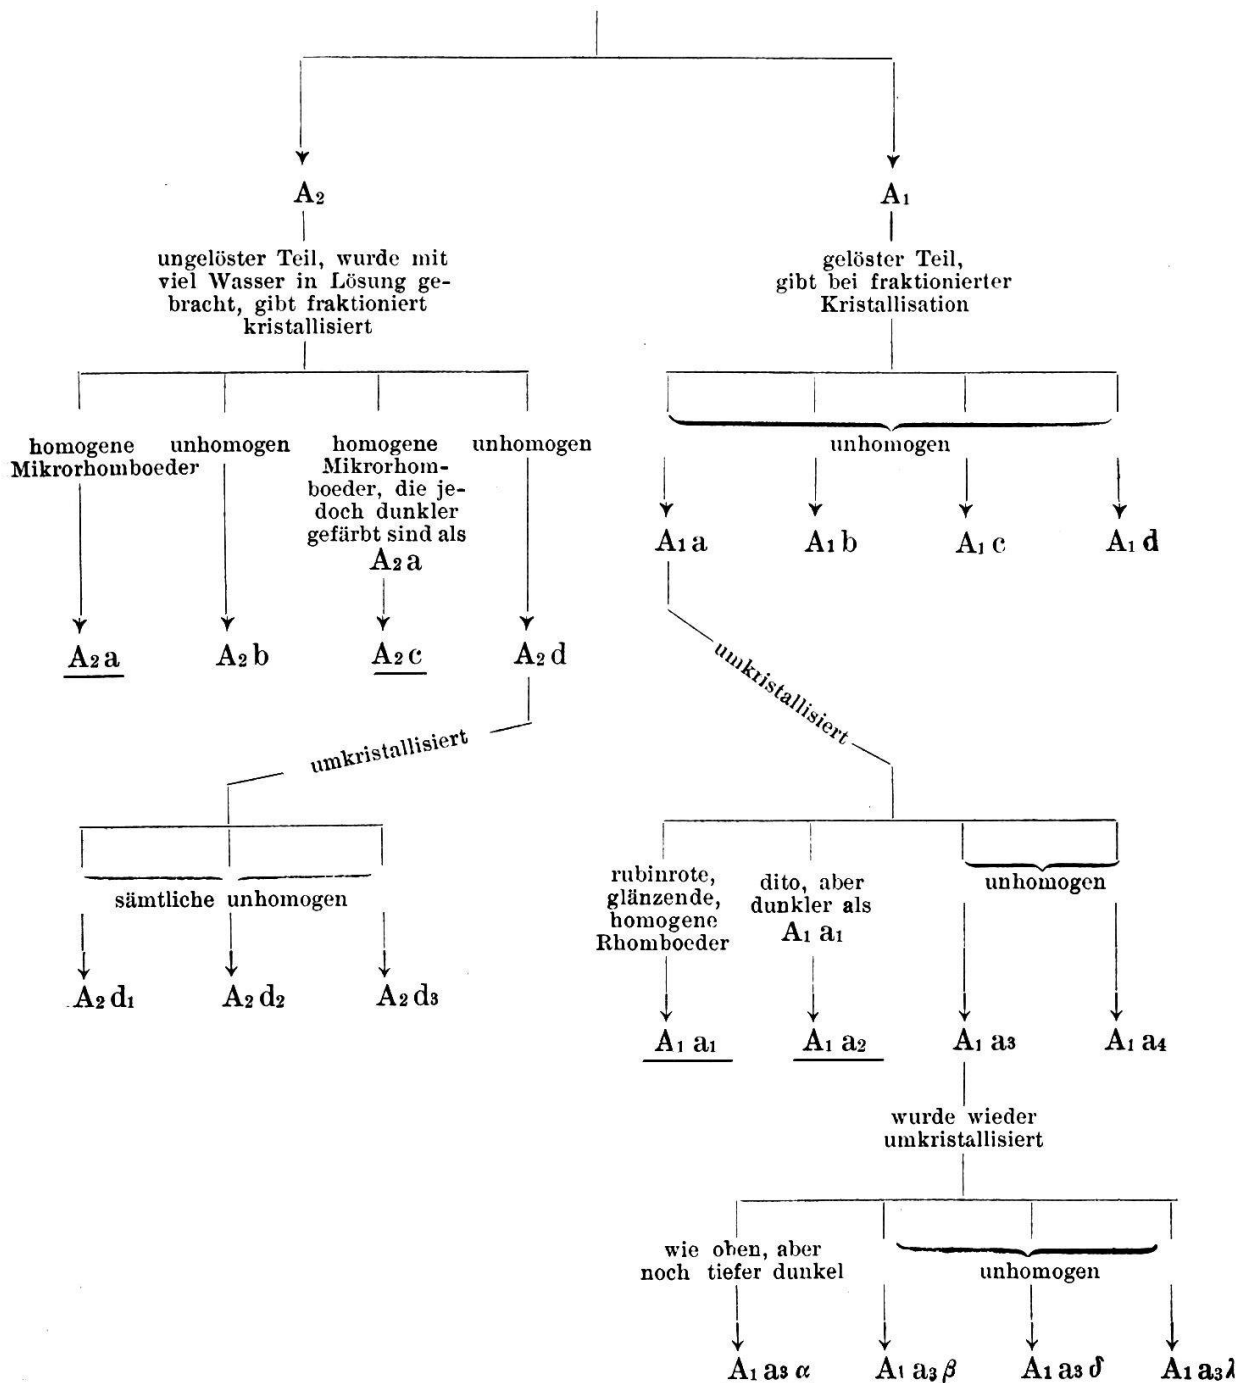 A₂
ungelöster Teil, wurde mit
viel Wasser in Lösung ge-
bracht, gibt fraktioniert
kristallisiert
A₁
gelöster Teil,
gibt bei fraktionierter
Kristallisation
homogene
Mikrorhomboeder
unhomogen
homogene
Mikrorhom-
boeder, die je-
doch dunkler
gefärbt sind als
A₂ a
unhomogen
A₂ a
A₂ b
A₂ c
A₂ d
unhomogen
A₁ a
A₁ b
A₁ c
A₁ d
umkristallisiert
sämtliche unhomogen
A₂ d₁
A₂ d₂
A₂ d₃
umkristallisiert
rubinrote,
glänzende,
homogene
Rhomboeder
dito, aber
dunkler als
A₁ a₁
unhomogen
A₁ a₁
A₁ a₂
A₁ a₃
A₁ a₄
wurde wieder
umkristallisiert
wie oben, aber
noch tiefer dunkel
unhomogen
A₁ a₃ α
A₁ a₃ β
A₁ a₃ δ
A₁ a₃ λ